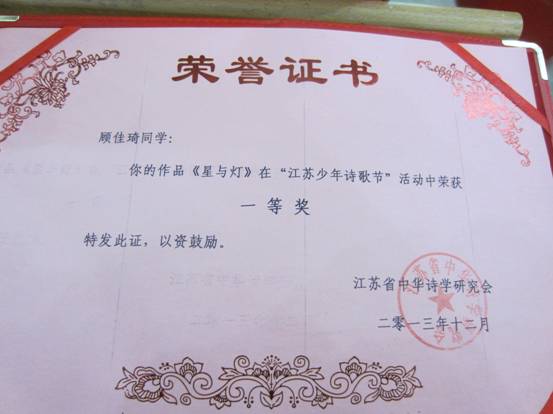 荣誉证书
顾佳琦同学：
你的作品《星与灯》在“江苏少年诗歌节”活动中荣获
一等奖
特发此证，以资鼓励。
江苏省中华诗学研究会
二零一三年十二月